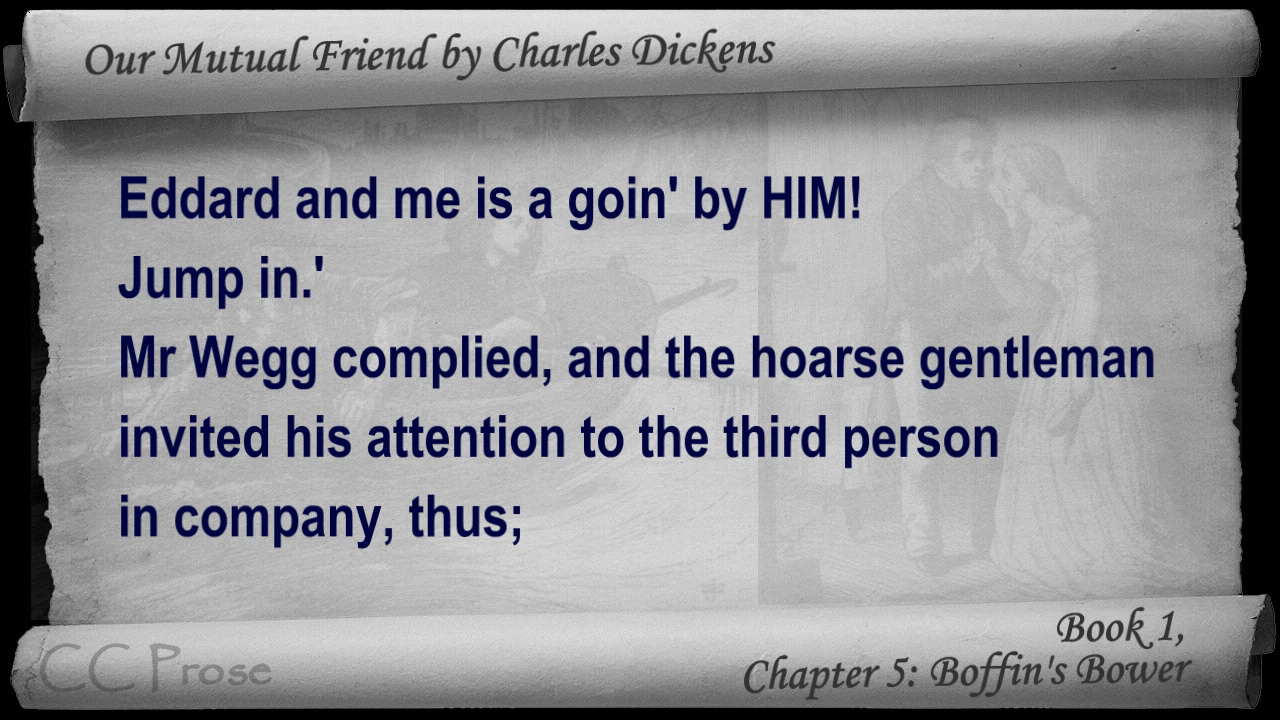 Our Mutual Friend by Charles Dickens
Eddard and me is a goin' by HIM!
Jump in.'
Mr Wegg complied, and the hoarse gentleman
invited his attention to the third person
in company, thus;
Book 1,
CC Prose
Chapter 5: Boffin's Bower